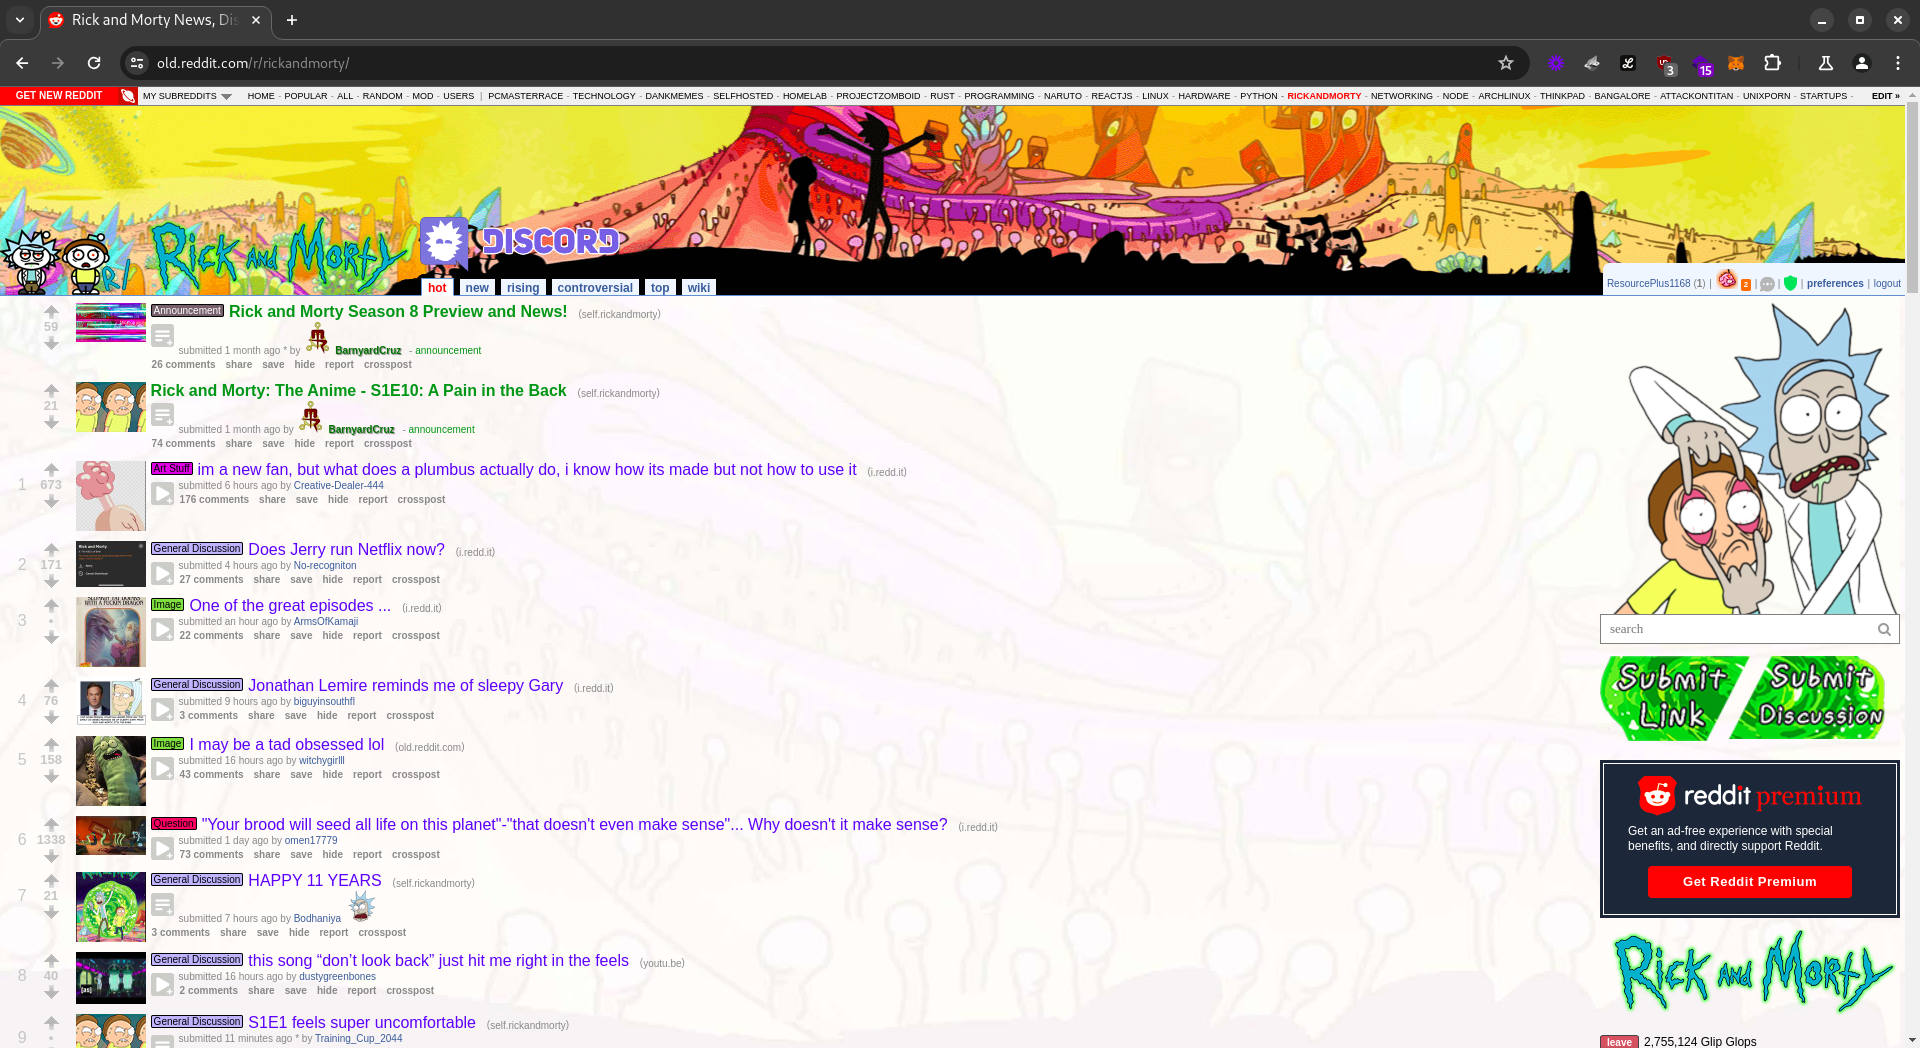 Rick and Morty News, Dis
old.reddit.com/r/rickandmorty/
3
15
GET NEW REDDIT MY SUBREDDITS HOME - POPULAR - ALL - RANDOM - MOD - USERS | PCMASTERRACE - TECHNOLOGY - DANKMEMES - SELFHOSTED - HOMELAB - PROJECTZOMBOID - RUST - PROGRAMMING - NARUTO - REACTJS - LINUX - HARDWARE - PYTHON - RICKANDMORTY - NETWORKING - NODE - ARCHLINUX - THINKPAD - BANGALORE - ATTACKONTITAN - UNIXPORN - STARTUPS - EDIT »
Rick and Morty
DISCORD
hot new rising controversial top wiki
ResourcePlus1168 (1) | 2 | | | preferences | logout
59
Announcement Rick and Morty Season 8 Preview and News! (self.rickandmorty)
submitted 1 month ago * by BarnyardCruz - announcement
26 comments share save hide report crosspost
21
Rick and Morty: The Anime - S1E10: A Pain in the Back (self.rickandmorty)
submitted 1 month ago by BarnyardCruz - announcement
74 comments share save hide report crosspost
1 673
Art Stuff im a new fan, but what does a plumbus actually do, i know how its made but not how to use it (i.redd.it)
submitted 6 hours ago by Creative-Dealer-444
176 comments share save hide report crosspost
2 171
General Discussion Does Jerry run Netflix now? (i.redd.it)
submitted 4 hours ago by No-recogniton
27 comments share save hide report crosspost
3 •
Image One of the great episodes ... (i.redd.it)
submitted an hour ago by ArmsOfKamaji
22 comments share save hide report crosspost
4 76
General Discussion Jonathan Lemire reminds me of sleepy Gary (i.redd.it)
submitted 9 hours ago by biguyinsouthfl
3 comments share save hide report crosspost
5 158
Image I may be a tad obsessed lol (old.reddit.com)
submitted 16 hours ago by witchygirlll
43 comments share save hide report crosspost
6 1338
Question "Your brood will seed all life on this planet"-"that doesn't even make sense"... Why doesn't it make sense? (i.redd.it)
submitted 1 day ago by omen17779
73 comments share save hide report crosspost
7 21
General Discussion HAPPY 11 YEARS (self.rickandmorty)
submitted 7 hours ago by Bodhaniya
3 comments share save hide report crosspost
8 40
[as]
General Discussion this song “don’t look back” just hit me right in the feels (youtu.be)
submitted 16 hours ago by dustygreenbones
2 comments share save hide report crosspost
9 •
General Discussion S1E1 feels super uncomfortable (self.rickandmorty)
submitted 11 minutes ago * by Training_Cup_2044
search
Submit Link
Submit Discussion
reddit premium
Get an ad-free experience with special
benefits, and directly support Reddit.
Get Reddit Premium
Rick and Morty
leave 2,755,124 Glip Glops